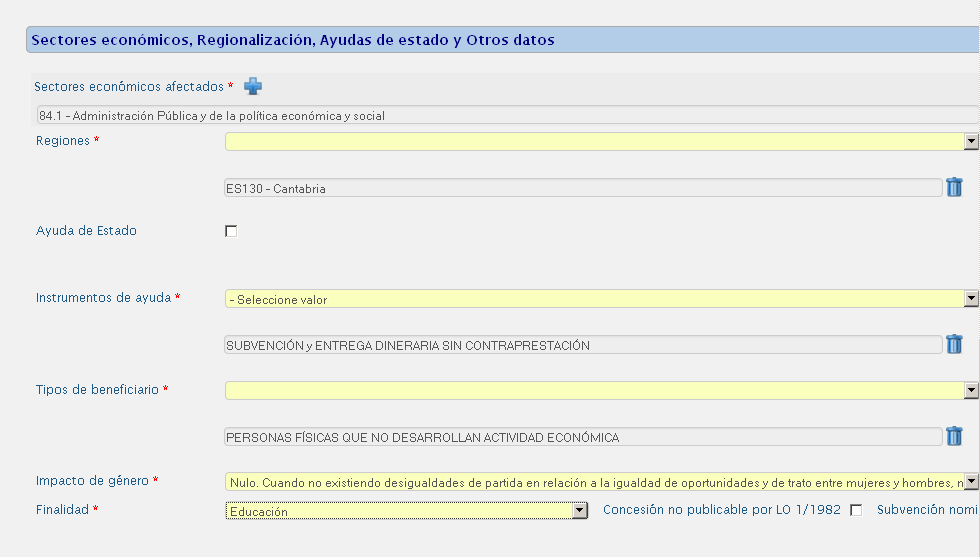 Sectores económicos, Regionalización, Ayudas de estado y Otros datos
Sectores económicos afectados *
84.1 - Administración Pública y de la política económica y social
Regiones *
ES130 - Cantabria
Ayuda de Estado
Instrumentos de ayuda *
- Seleccione valor
SUBVENCIÓN y ENTREGA DINERARIA SIN CONTRAPRESTACIÓN
Tipos de beneficiario *
PERSONAS FÍSICAS QUE NO DESARROLLAN ACTIVIDAD ECONÓMICA
Impacto de género * Nulo. Cuando no existiendo desigualdades de partida en relación a la igualdad de oportunidades y de trato entre mujeres y hombres, n
Finalidad * Educación Concesión no publicable por LO 1/1982 Subvención nomi